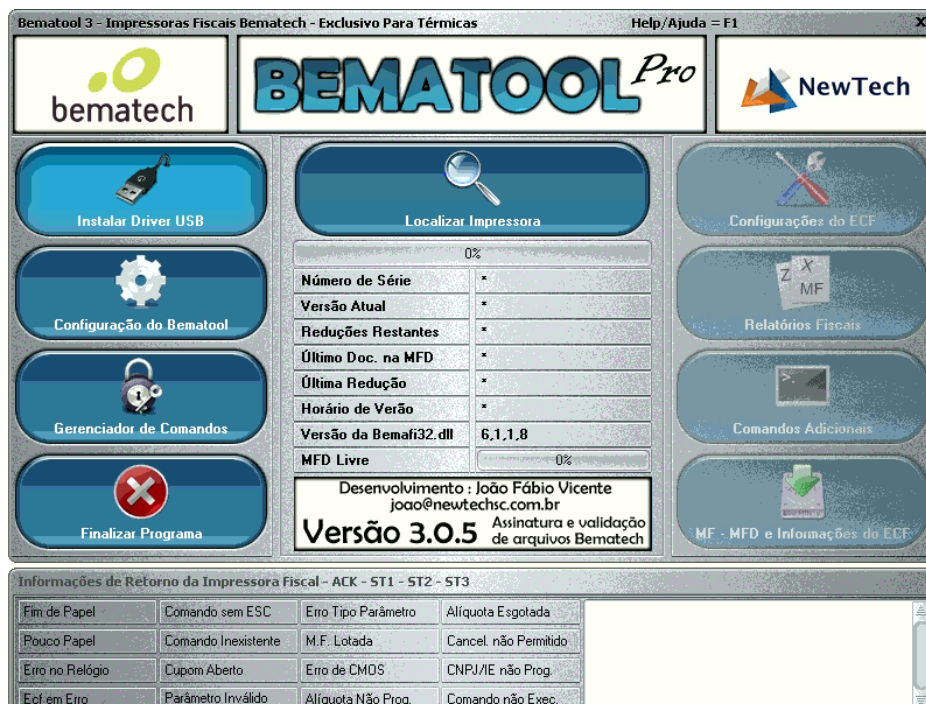 Bematool 3 - Impressoras Fiscais Bematech - Exclusivo Para Térmicas Help/Ajuda = F1 X
bematech
BEMATOOL Pro
NewTech
Instalar Driver USB
Localizar Impressora
Configurações do ECF
0%
Número de Série *
Versão Atual *
Reduções Restantes *
Último Doc. na MFD *
Última Redução *
Horário de Verão *
Versão da Bemafi32.dll 6,1,1,8
MFD Livre 0%
Configuração do Bematool
Z X MF
Relatórios Fiscais
Gerenciador de Comandos
Comandos Adicionais
Finalizar Programa
Desenvolvimento : João Fábio Vicente
joao@newtechsc.com.br
Versão 3.0.5 Assinatura e validação
de arquivos Bematech
MF - MFD e Informações do ECF
Informações de Retorno da Impressora Fiscal - ACK - ST1 - ST2 - ST3
Fim de Papel Comando sem ESC Erro Tipo Parâmetro Alíquota Esgotada
Pouco Papel Comando Inexistente M.F. Lotada Cancel. não Permitido
Erro no Relógio Cupom Aberto Erro de CMOS CNPJ/IE não Prog.
Ecf em Erro Parâmetro Inválido Alíquota Não Prog. Comando não Exec.